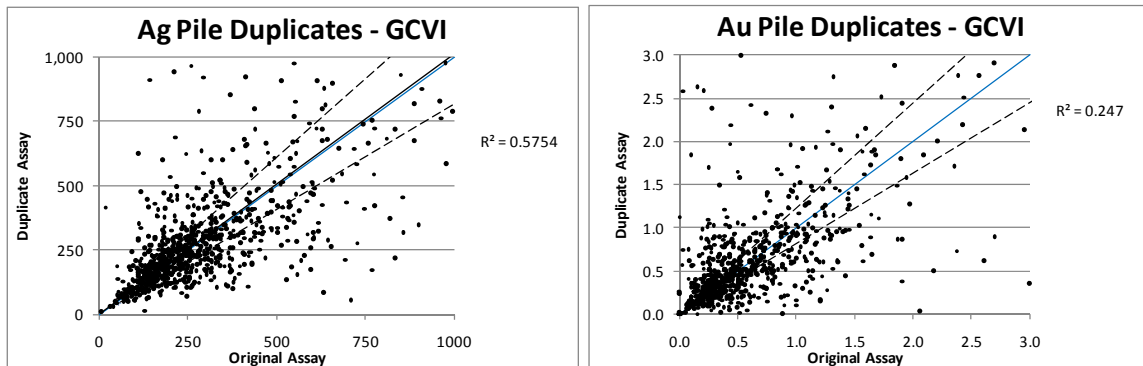 Ag Pile Duplicates - GCVI
1,000
750
500
250
0
Duplicate Assay
0 250 500 750 1000
Original Assay
R² = 0.5754
Au Pile Duplicates - GCVI
3.0
2.5
2.0
1.5
1.0
0.5
0.0
Duplicate Assay
0.0 0.5 1.0 1.5 2.0 2.5 3.0
Original Assay
R² = 0.247